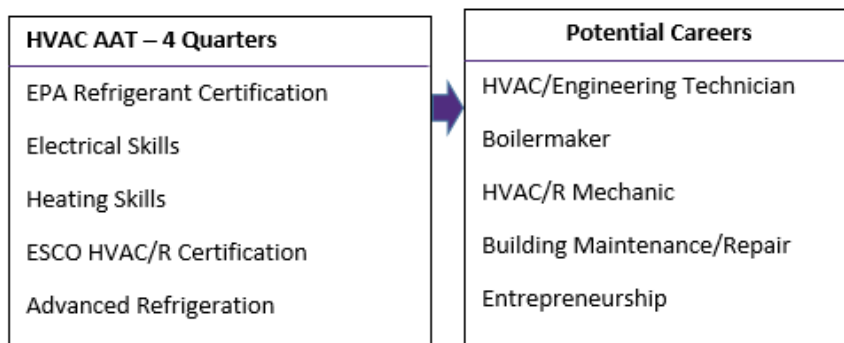 HVAC AAT – 4 Quarters
EPA Refrigerant Certification
Electrical Skills
Heating Skills
ESCO HVAC/R Certification
Advanced Refrigeration
Potential Careers
HVAC/Engineering Technician
Boilermaker
HVAC/R Mechanic
Building Maintenance/Repair
Entrepreneurship